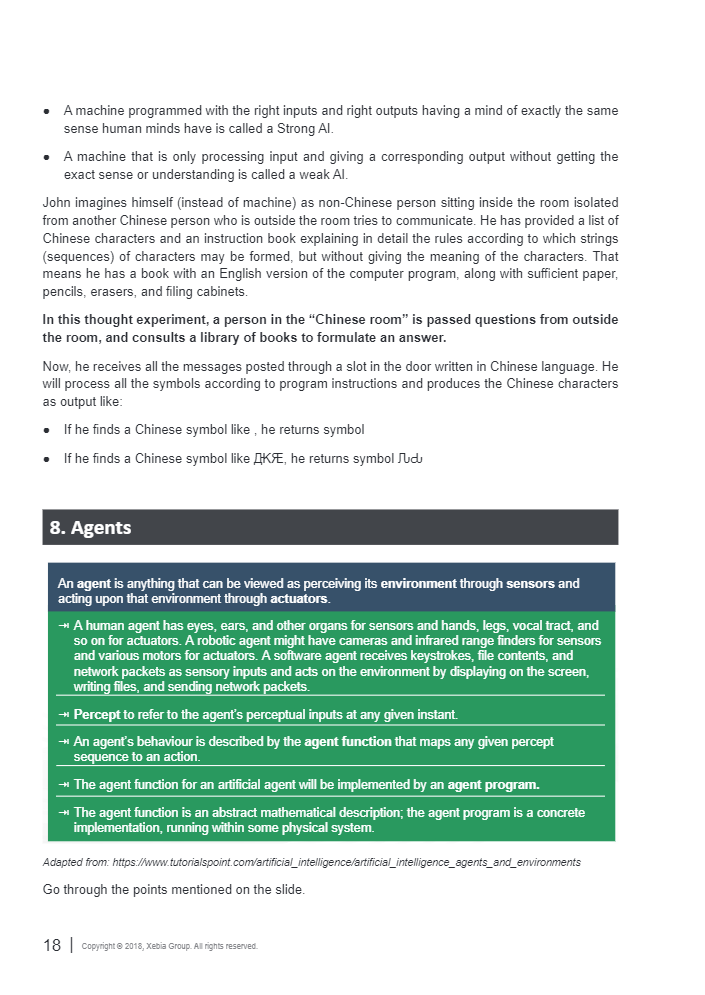 ● A machine programmed with the right inputs and right outputs having a mind of exactly the same
sense human minds have is called a Strong AI.
● A machine that is only processing input and giving a corresponding output without getting the
exact sense or understanding is called a weak AI.
John imagines himself (instead of machine) as non-Chinese person sitting inside the room isolated
from another Chinese person who is outside the room tries to communicate. He has provided a list of
Chinese characters and an instruction book explaining in detail the rules according to which strings
(sequences) of characters may be formed, but without giving the meaning of the characters. That
means he has a book with an English version of the computer program, along with sufficient paper,
pencils, erasers, and filing cabinets.
In this thought experiment, a person in the “Chinese room” is passed questions from outside
the room, and consults a library of books to formulate an answer.
Now, he receives all the messages posted through a slot in the door written in Chinese language. He
will process all the symbols according to program instructions and produces the Chinese characters
as output like:
● If he finds a Chinese symbol like , he returns symbol
● If he finds a Chinese symbol like , he returns symbol
8. Agents
An agent is anything that can be viewed as perceiving its environment through sensors and
acting upon that environment through actuators.
⇥ A human agent has eyes, ears, and other organs for sensors and hands, legs, vocal tract, and
so on for actuators. A robotic agent might have cameras and infrared range finders for sensors
and various motors for actuators. A software agent receives keystrokes, file contents, and
network packets as sensory inputs and acts on the environment by displaying on the screen,
writing files, and sending network packets.
⇥ Percept to refer to the agent’s perceptual inputs at any given instant.
⇥ An agent’s behaviour is described by the agent function that maps any given percept
sequence to an action.
⇥ The agent function for an artificial agent will be implemented by an agent program.
⇥ The agent function is an abstract mathematical description; the agent program is a concrete
implementation, running within some physical system.
Adapted from: https://www.tutorialspoint.com/artificial_intelligence/artificial_intelligence_agents_and_environments
Go through the points mentioned on the slide.
18 | Copyright © 2018, Xebia Group. All rights reserved.